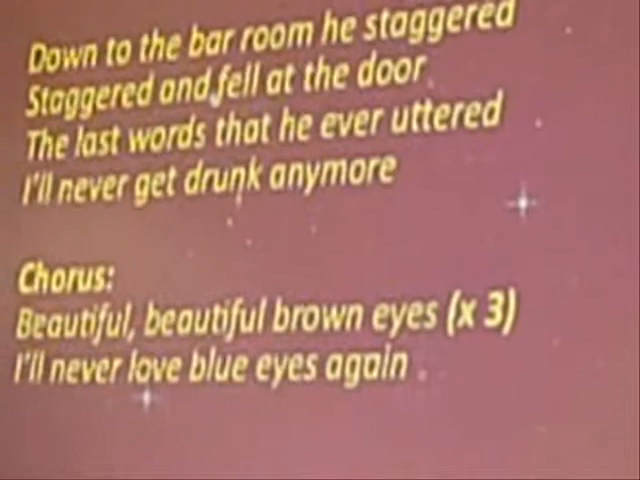 Down to the bar room he staggered
Staggered and fell at the door
The last words that he ever uttered
I'll never get drunk anymore
Chorus:
Beautiful, beautiful brown eyes (x 3)
I'll never love blue eyes again